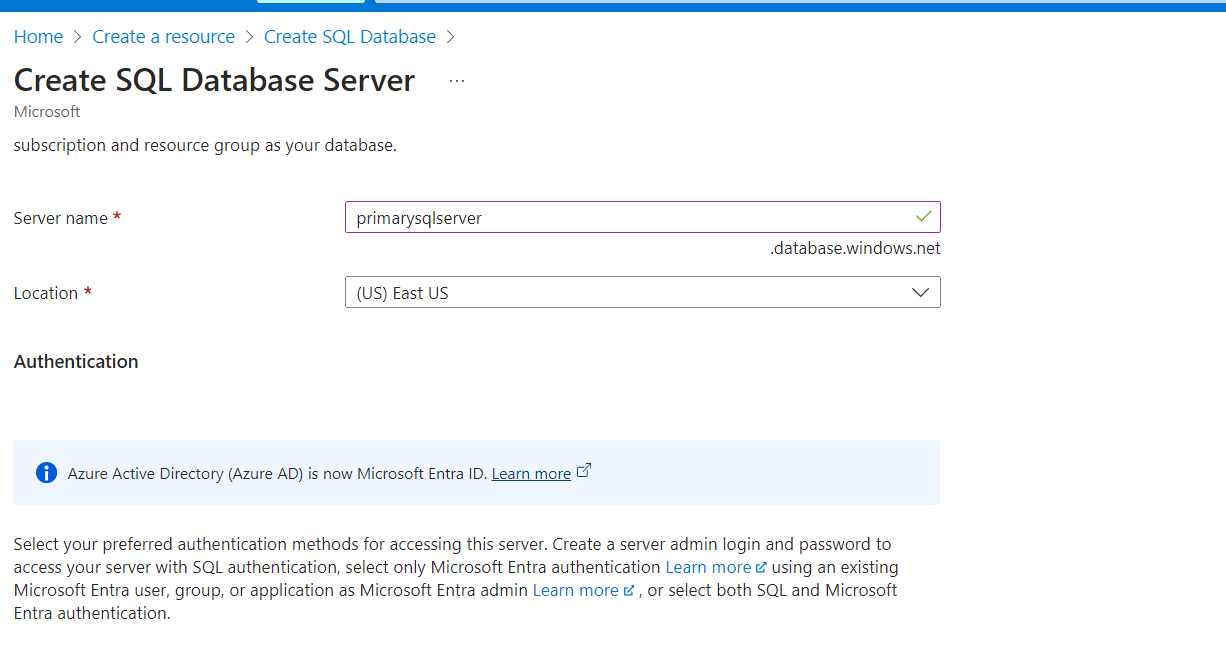 Home > Create a resource > Create SQL Database >
Create SQL Database Server ...
Microsoft
subscription and resource group as your database.
Server name * primarysqlserver
.database.windows.net
Location * (US) East US
Authentication
Azure Active Directory (Azure AD) is now Microsoft Entra ID. Learn more
Select your preferred authentication methods for accessing this server. Create a server admin login and password to
access your server with SQL authentication, select only Microsoft Entra authentication Learn more using an existing
Microsoft Entra user, group, or application as Microsoft Entra admin Learn more , or select both SQL and Microsoft
Entra authentication.